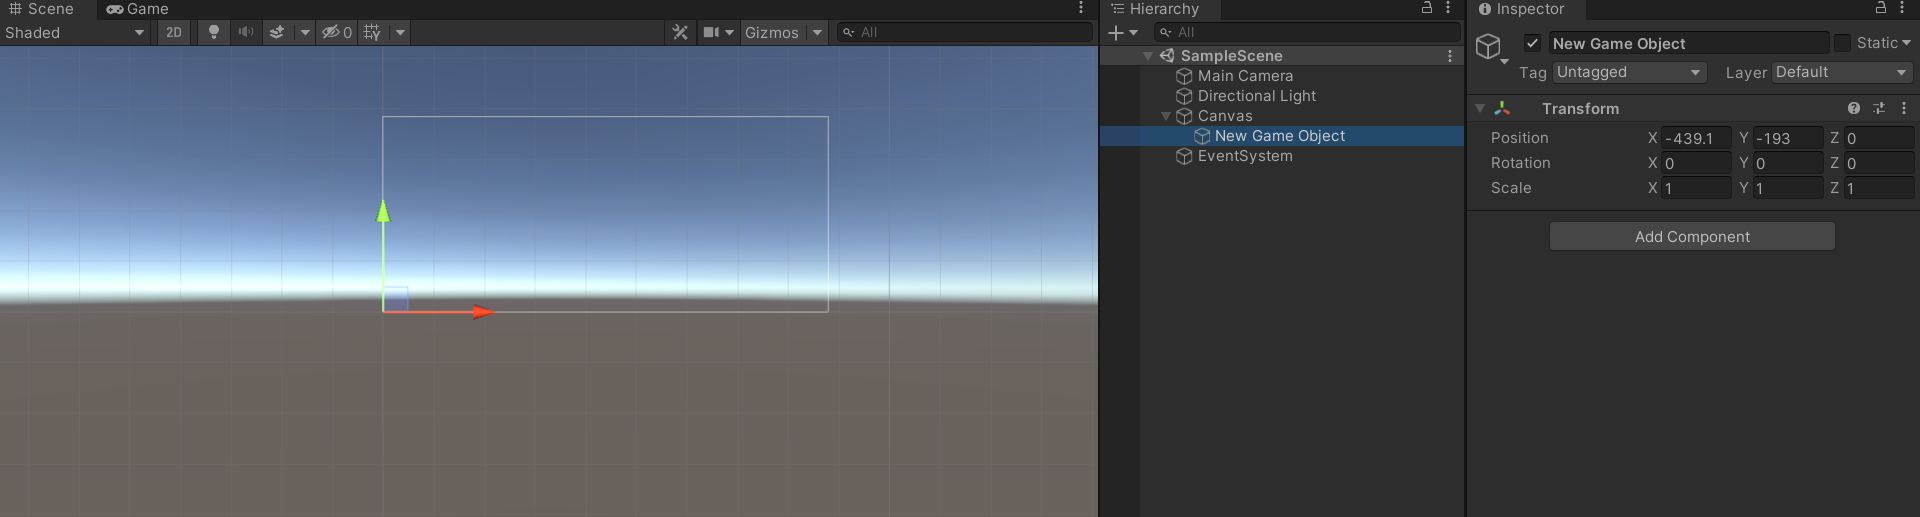 Scene Game
Shaded 2D 0 Gizmos All
Hierarchy
All
SampleScene
Main Camera
Directional Light
Canvas
New Game Object
EventSystem
Inspector
New Game Object Static
Tag Untagged Layer Default
Transform
Position X -439.1 Y -193 Z 0
Rotation X 0 Y 0 Z 0
Scale X 1 Y 1 Z 1
Add Component